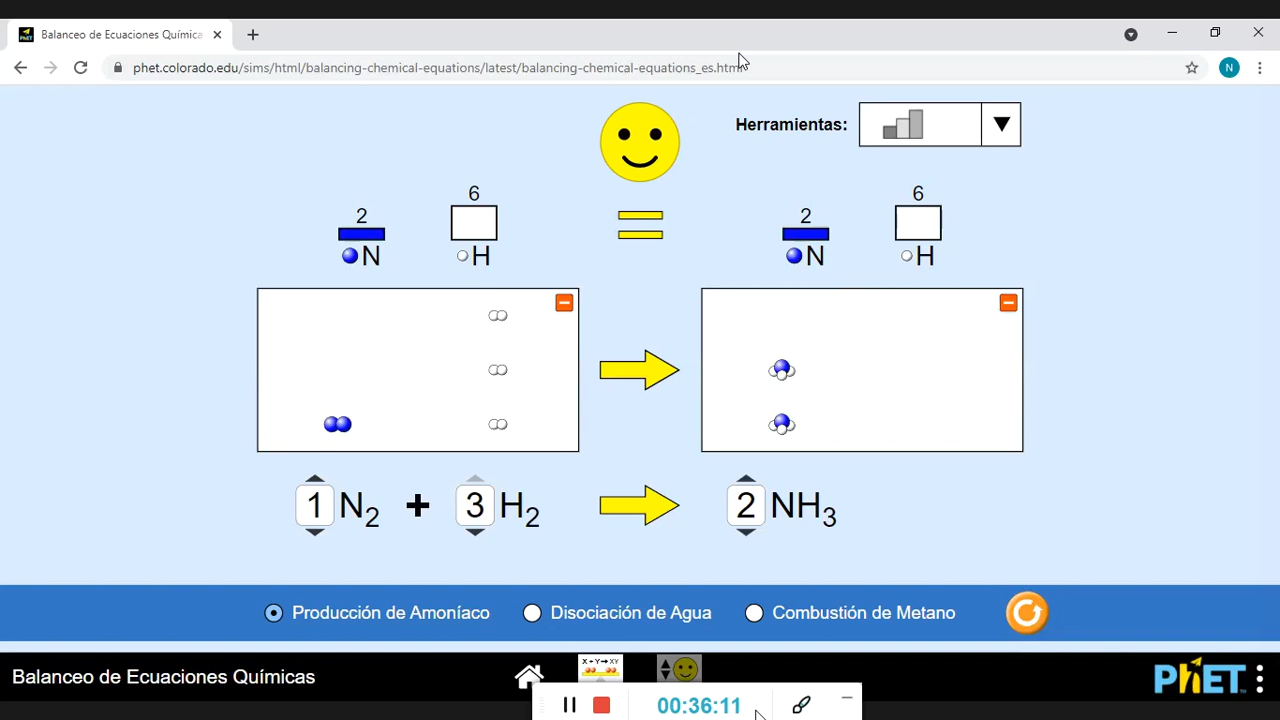 Balanceo de Ecuaciones Química
phet.colorado.edu/sims/html/balancing-chemical-equations/latest/balancing-chemical-equations_es.html
N
Herramientas:
2 6 2 6
N H = N H
1 N2 + 3 H2 2 NH3
Producción de Amoníaco Disociación de Agua Combustión de Metano
Balanceo de Ecuaciones Químicas
X + Y → XY
PhET
00:36:11